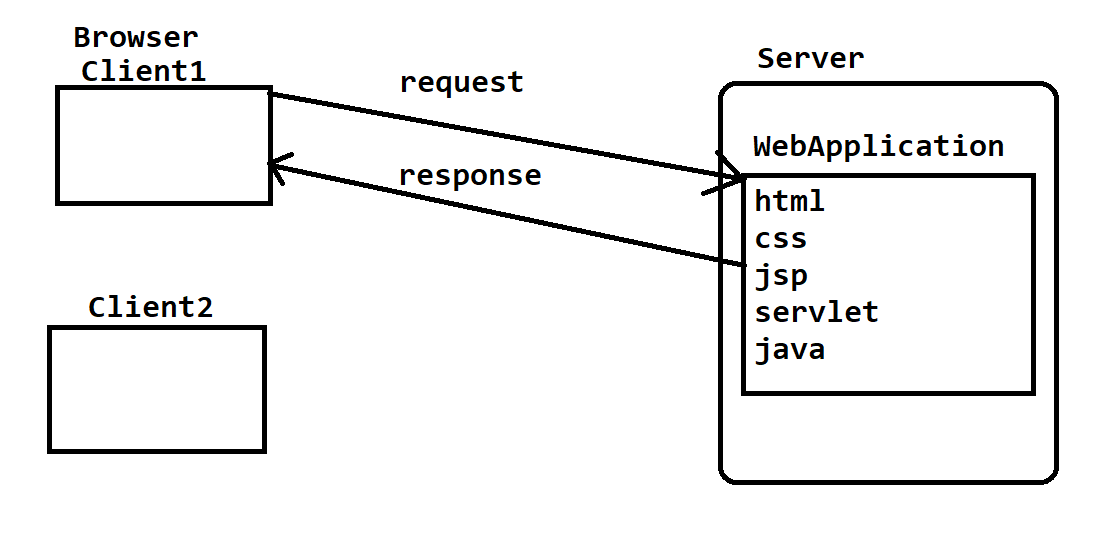 Browser
Client1
request
response
Client2
Server
WebApplication
html
css
jsp
servlet
java